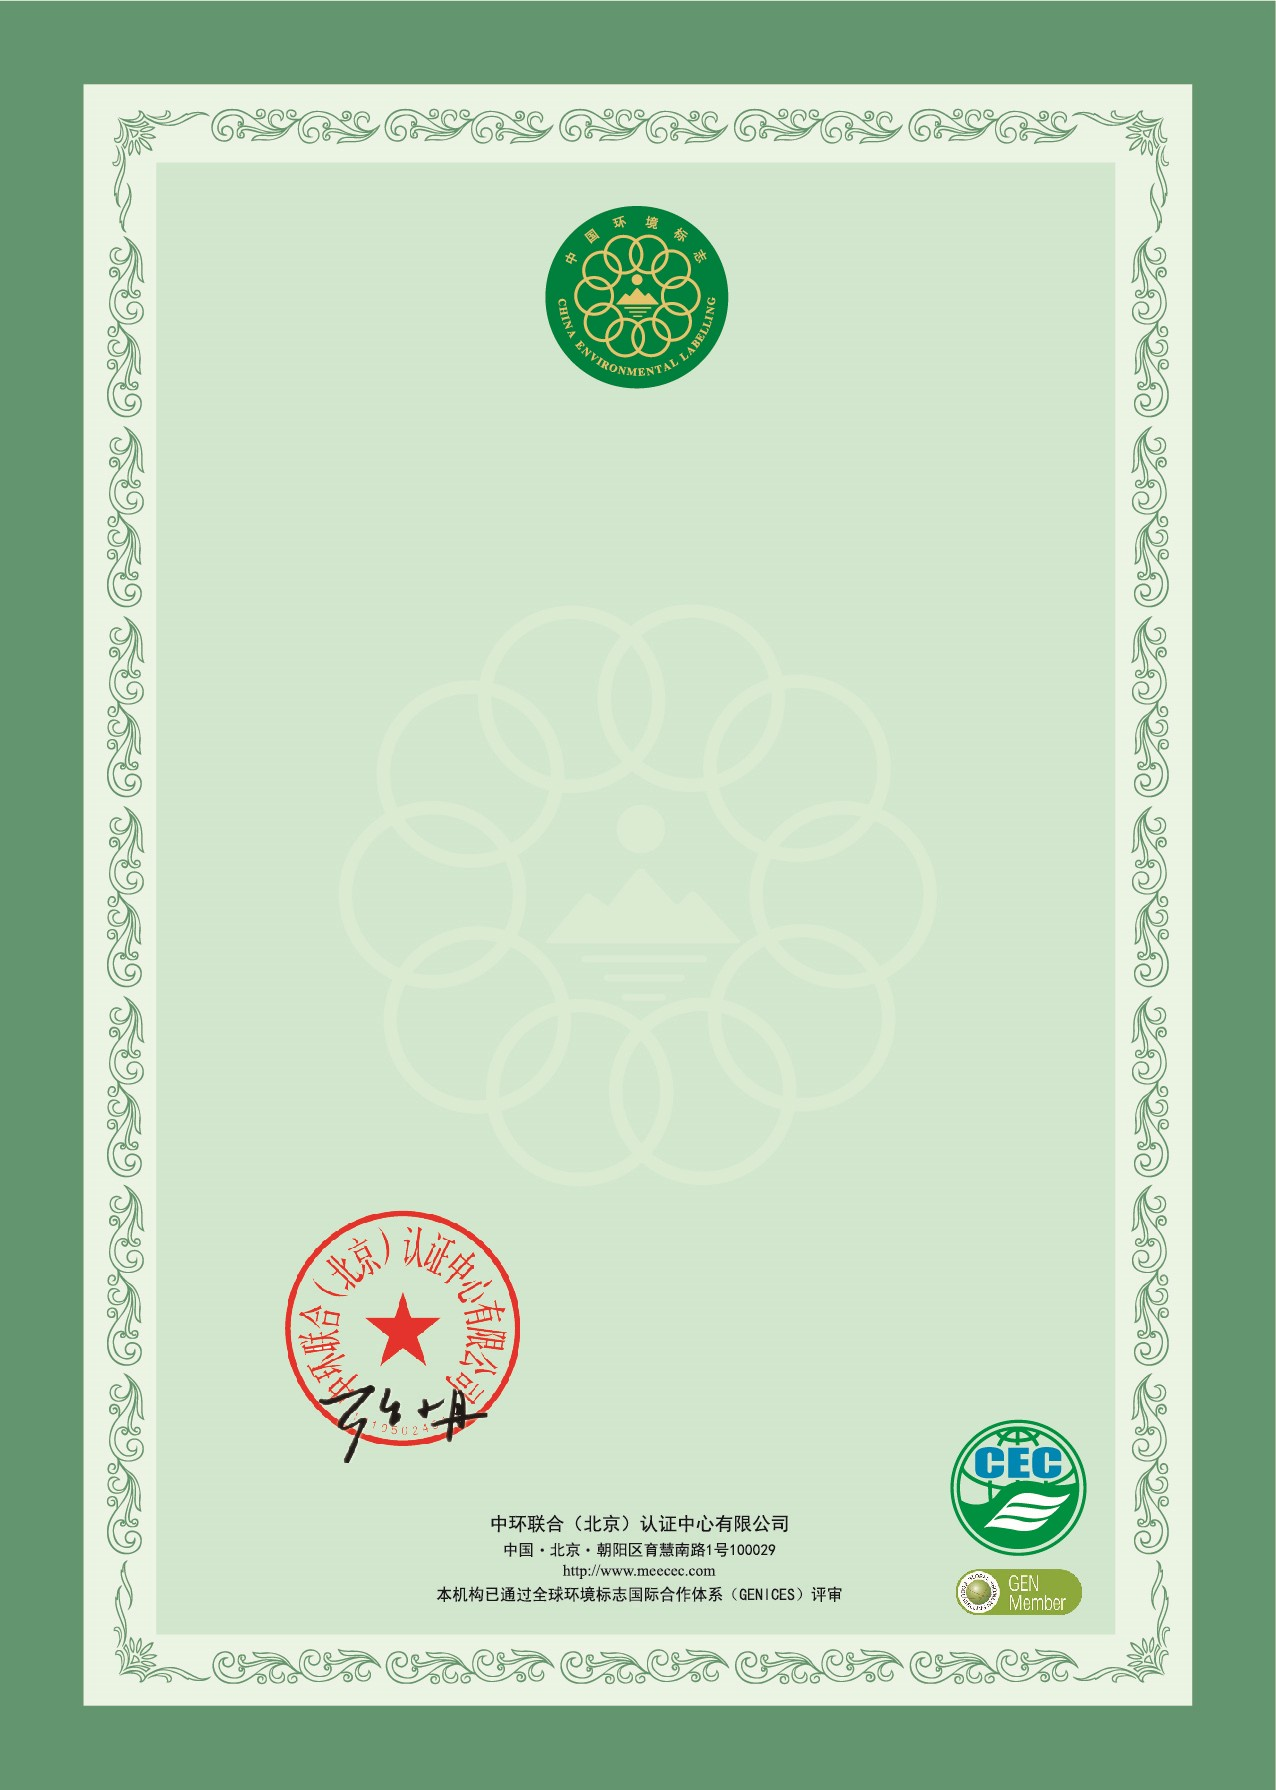 中国环境标志
CHINA ENVIRONMENTAL LABELLING
中环联合（北京）认证中心有限公司
CEC
中环联合（北京）认证中心有限公司
中国·北京·朝阳区育慧南路1号100029
http://www.meecec.com
本机构已通过全球环境标志国际合作体系（GENICES）评审
GEN
Member